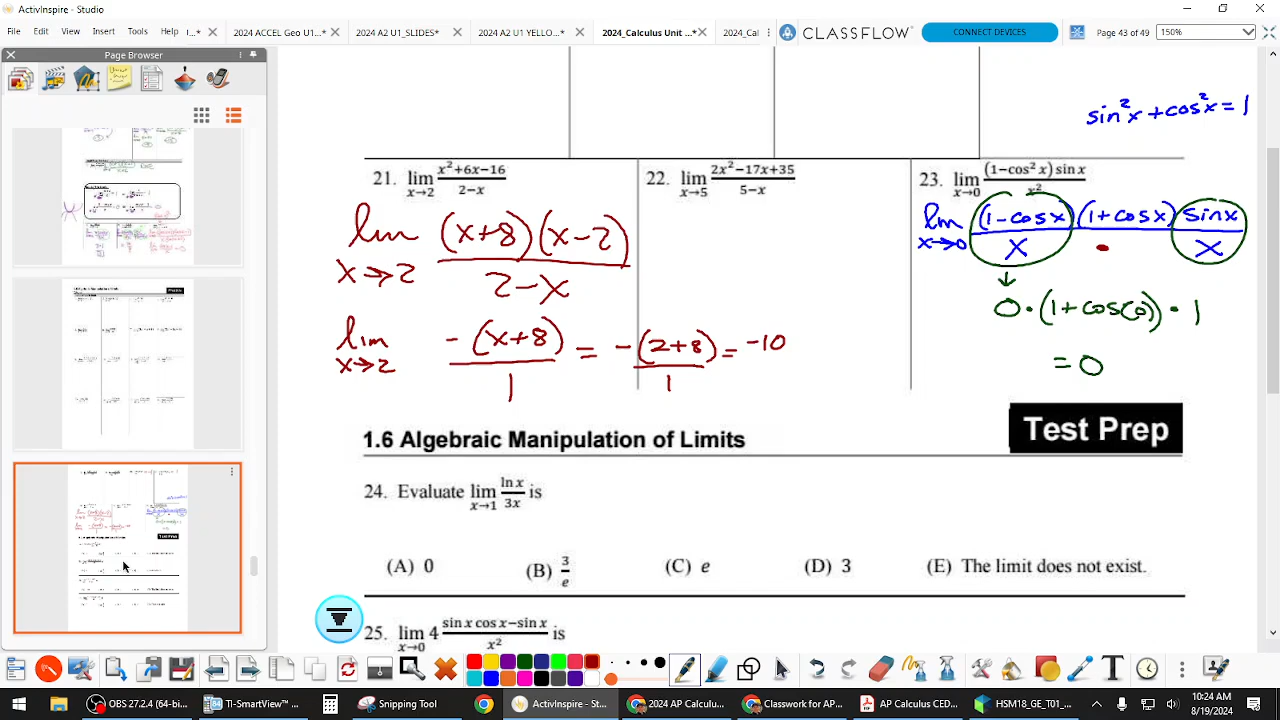 ActivInspire - Studio
File Edit View Insert Tools Help
...* 2024 ACCEL Geom...* 2024 A2 U1_SLIDES* 2024 A2 U1 YELLO...* 2024_Calculus Unit ...* 2024_Cal
CLASSFLOW CONNECT DEVICES Page 43 of 49 150%
Page Browser
sin²x + cos²x = 1
21. lim x→2 (x²+6x−16)/(2−x)
22. lim x→5 (2x²−17x+35)/(5−x)
23. lim x→0 ((1−cos² x) sin x)/x²
lim x→2 (x+8)(x−2)/(2−x)
lim x→2 −(x+8)/1 = −(2+8)/1 = −10
lim x→0 (1−cosx)(1+cosx) sinx / x • x
0 • (1+cos(0)) • 1
= 0
1.6 Algebraic Manipulation of Limits
Test Prep
24. Evaluate lim x→1 (ln x)/(3x) is
(A) 0 (B) 3/e (C) e (D) 3 (E) The limit does not exist.
25. lim x→0 4 (sin x cos x−sin x)/x² is
OBS 27.2.4 (64-bi... TI-SmartView ™ ... Snipping Tool ActivInspire - St... 2024 AP Calculu... Classwork for AP... AP Calculus CED... HSM18_GE_T01_...
10:24 AM
8/19/2024